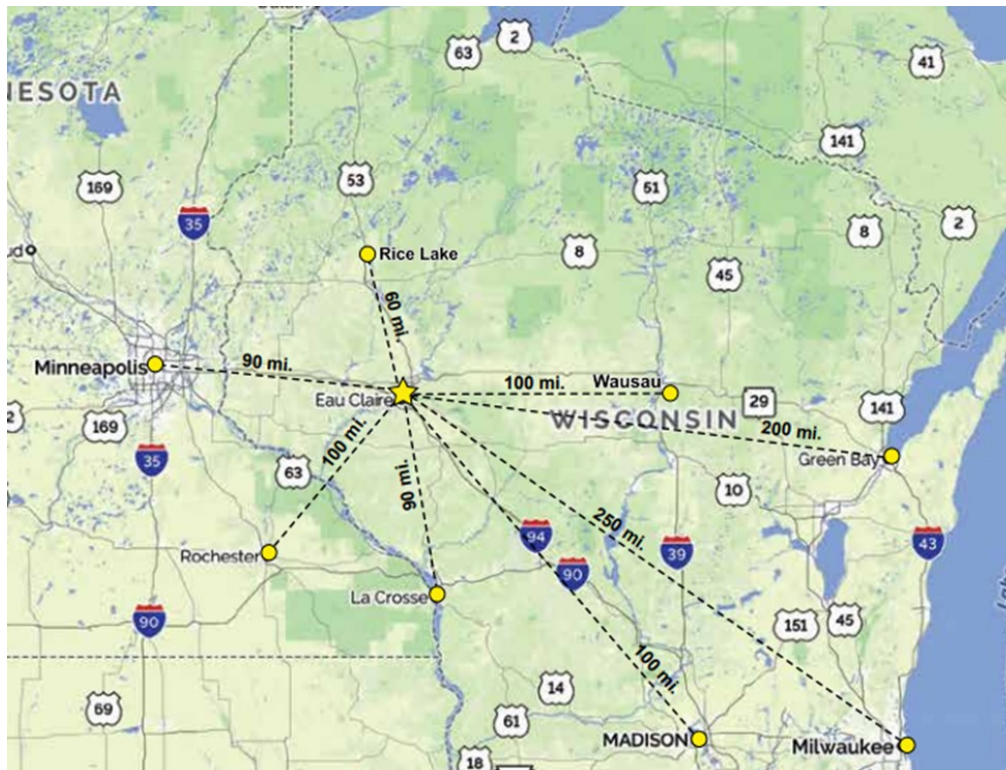 2
63
41
NESOTA
141
169
53
51
35
8
2
8
45
Rice Lake
60 mi.
Minneapolis
90 mi.
100 mi.
Wausau
Eau Claire
29
141
WISCONSIN
200 mi.
169
2
100 mi.
35
63
90 mi.
Green Bay
10
250 mi.
94
39
43
Rochester
90
La Crosse
90
151
45
100 mi.
14
69
61
MADISON
Milwaukee
18